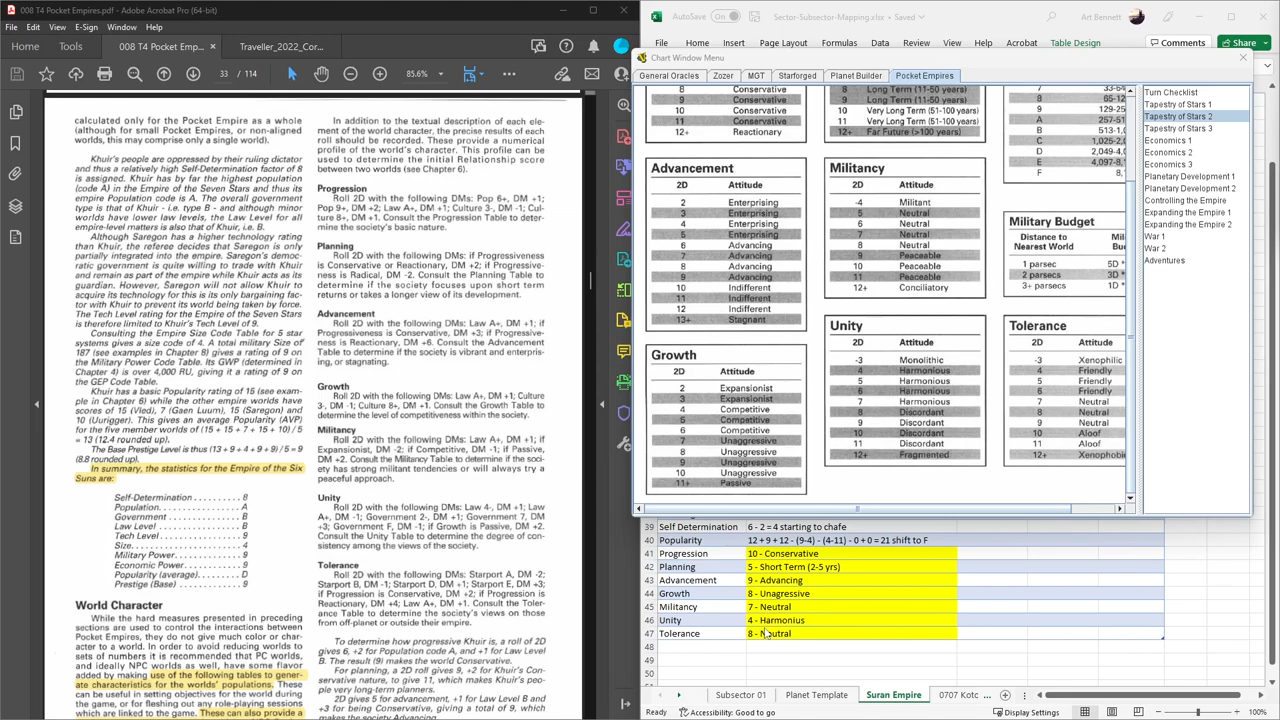 008 T4 Pocket Empires.pdf - Adobe Acrobat Pro (64-bit)
File Edit View E-Sign Window Help
Home Tools 008 T4 Pocket Em... × Traveller_2022_Cor...
33 / 114 85.6%
calculated only for the Pocket Empire as a whole
(although for small Pocket Empires, or non-aligned
worlds, this may comprise only a single world).
Khuir's people are oppressed by their ruling dictator
and thus a relatively high Self-Determination factor of 8
is assigned. Khuir has by far the highest population
(code A) in the Empire of the Seven Stars and thus its
empire Population code is A. The overall government
type is that of Khuir - i.e. type B - and although minor
worlds have lower law levels, the Law Level for all
empire-level matters is also that of Khuir, i.e. B.
Although Saregon has a higher technology rating
than Khuir, the referee decides that Saregon is only
partially integrated into the empire. Saregon's democ-
ratic government is quite willing to trade with Khuir
and remain as part of the empire while Khuir acts as its
guardian. However, Saregon will not allow Khuir to
acquire its technology for this is its only bargaining fac-
tor with Khuir to prevent its world being taken by force.
The Tech Level rating for the Empire of the Seven Stars
is therefore limited to Khuir's Tech Level of 9.
Consulting the Empire Size Code Table for 5 star
systems gives a size code of 4. A total military Size of
187 (see examples in Chapter 8) gives a rating of 9 on
the Military Power Code Table. Its GWP (determined in
Chapter 4) is over 4,000 RU, giving it a rating of 9 on
the GEP Code Table.
Khuir has a basic Popularity rating of 15 (see exam-
ple in Chapter 6) while the other empire worlds have
scores of 15 (Vled), 7 (Gaen Luum), 15 (Saregon) and
10 (Uurigger). This gives an average Popularity (AVP)
for the five member worlds of (15 + 15 + 7 + 15 + 10) / 5
= 13 (12.4 rounded up).
The Base Prestige Level is thus (13 + 9 + 4 + 9 + 9) / 5 = 9
(8.8 rounded up).
In summary, the statistics for the Empire of the Six
Suns are:
Self-Determination . . . . . . . . . . 8
Population. . . . . . . . . . . . . . . . . A
Government . . . . . . . . . . . . . . . B
Law Level . . . . . . . . . . . . . . . . . B
Tech Level . . . . . . . . . . . . . . . . 9
Size. . . . . . . . . . . . . . . . . . . . . . 4
Military Power. . . . . . . . . . . . . . 9
Economic Power . . . . . . . . . . . . 9
Popularity (average). . . . . . . . . D
Prestige (Base) . . . . . . . . . . . . . 9
World Character
While the hard measures presented in preceding
sections are used to control the interactions between
Pocket Empires, they do not give much color or char-
acter to a world. In order to avoid reducing worlds to
sets of numbers it is recommended that PC worlds,
and ideally NPC worlds as well, have some flavor
added by making use of the following tables to gener-
ate characteristics for the worlds' populations. These
can be useful in setting objectives for the world during
the game, or for fleshing out any role-playing sessions
which are linked to the game. These can also provide a
In addition to the textual description of each ele-
ment of the world character, the precise results of each
roll should be recorded. These provide a numerical
profile of the world's character. This profile can be
used to determine the initial Relationship score
between two worlds (see Chapter 6).
Progression
Roll 2D with the following DMs: Pop 6+, DM +1;
Pop 9+, DM +2; Law A+, DM +1; Culture 3-, DM -1; Cul-
ture 8+, DM +1. Consult the Progression Table to deter-
mine the society's basic nature.
Planning
Roll 2D with the following DMs: if Progressiveness
is Conservative or Reactionary, DM +2; if Progressive-
ness is Radical, DM -2. Consult the Planning Table to
determine if the society focuses upon short term
returns or takes a longer view of its development.
Advancement
Roll 2D with the following DMs: Law A+, DM +1; if
Progressiveness is Conservative, DM +3; if Progressive-
ness is Reactionary, DM +6. Consult the Advancement
Table to determine if the society is vibrant and enterpris-
ing, or stagnating.
Growth
Roll 2D with the following DMs: Law A+, DM +1; Culture
3-, DM -1; Culture 8+, DM +1. Consult the Growth Table to
determine the level of competitiveness within the society.
Militancy
Roll 2D with the following DMs: Law A+, DM +1; if
Expansionist, DM -2; if Competitive, DM -1; if Passive,
DM +2. Consult the Militancy Table to determine if the soci-
ety has strong militant tendencies or will always try a
peaceful approach.
Unity
Roll 2D with the following DMs: Law 4-, DM +1; Law
A+, DM -1; Government 2-, DM +1; Government 7, DM
+3; Government F, DM -1; if Growth is Passive, DM +2.
Consult the Unity Table to determine the degree of con-
sistency among the views of the society.
Tolerance
Roll 2D with the following DMs: Starport A, DM -2;
Starport B, DM -1; Starport D, DM +1; Starport E, DM +3;
if Progression is Conservative, DM +2; if Progression is
Reactionary, DM +4; Law A+, DM +1. Consult the Toler-
ance Table to determine the society's views on those
from off-planet or outside their empire.
To determine how progressive Khuir is, a roll of 2D
gives 6, +2 for Population code A, and +1 for Law Level
B. The result (9) makes the world Conservative.
For planning, a 2D roll gives 9, +2 for Khuir's Con-
servative nature, to give 11, which makes Khuir's peo-
ple very long-term planners.
2D gives 5 for advancement, +1 for Law Level B and
+3 for being Conservative, giving a total of 9, which
AutoSave Off Sector-Subsector-Mapping.xlsx - Saved Art Bennett
File Home Insert Page Layout Formulas Data Review View Help Acrobat Table Design Comments Share
Chart Window Menu
General Oracles Zozer MGT Starforged Planet Builder Pocket Empires
8 Conservative
9 Conservative
10 Conservative
11 Conservative
12+ Reactionary
8 Long Term (11-50 years)
9 Long Term (11-50 years)
10 Very Long Term (51-100 years)
11 Very Long Term (51-100 years)
12+ Far Future (>100 years)
8 65-12
9 129-25
A 257-51
B 513-1,0
C 1,025-2,0
D 2,049-4,0
E 4,097-8,1
F 8,
Advancement
2D Attitude
2 Enterprising
3 Enterprising
4 Enterprising
5 Enterprising
6 Advancing
7 Advancing
8 Advancing
9 Advancing
10 Indifferent
11 Indifferent
12 Indifferent
13+ Stagnant
Militancy
2D Attitude
-4 Militant
5 Neutral
6 Neutral
7 Neutral
8 Neutral
9 Peaceable
10 Peaceable
11 Peaceable
12+ Conciliatory
Military Budget
Distance to Mi
Nearest World Re
1 parsec 5D *
2 parsecs 3D *
3+ parsecs 1D *
Growth
2D Attitude
2 Expansionist
3 Expansionist
4 Competitive
5 Competitive
6 Competitive
7 Unaggressive
8 Unaggressive
9 Unaggressive
10 Unaggressive
11+ Passive
Unity
2D Attitude
-3 Monolithic
4 Harmonious
5 Harmonious
6 Harmonious
7 Harmonious
8 Discordant
9 Discordant
10 Discordant
11 Discordant
12+ Fragmented
Tolerance
2D Attitude
-3 Xenophilic
4 Friendly
5 Friendly
6 Friendly
7 Neutral
8 Neutral
9 Neutral
10 Aloof
11 Aloof
12+ Xenophobi
Turn Checklist
Tapestry of Stars 1
Tapestry of Stars 2
Tapestry of Stars 3
Economics 1
Economics 2
Economics 3
Planetary Development 1
Planetary Development 2
Controlling the Empire
Expanding the Empire 1
Expanding the Empire 2
War 1
War 2
Adventures
39 Self Determination 6 - 2 = 4 starting to chafe
40 Popularity 12 + 9 + 12 - (9-4) - (4-11) - 0 + 0 = 21 shift to F
41 Progression 10 - Conservative
42 Planning 5 - Short Term (2-5 yrs)
43 Advancement 9 - Advancing
44 Growth 8 - Unagressive
45 Militancy 7 - Neutral
46 Unity 4 - Harmonius
47 Tolerance 8 - Neutral
48
49
50
51
Subsector 01 Planet Template Suran Empire 0707 Kotc ...
Ready Accessibility: Good to go Display Settings 100%